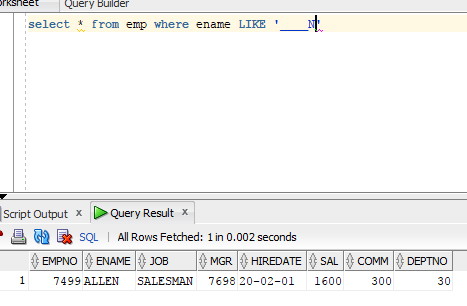 orksheet Query Builder
select * from emp where ename LIKE '____N'
Script Output x Query Result x
SQL | All Rows Fetched: 1 in 0.002 seconds
EMPNO ENAME JOB MGR HIREDATE SAL COMM DEPTNO
1 7499 ALLEN SALESMAN 7698 20-02-01 1600 300 30